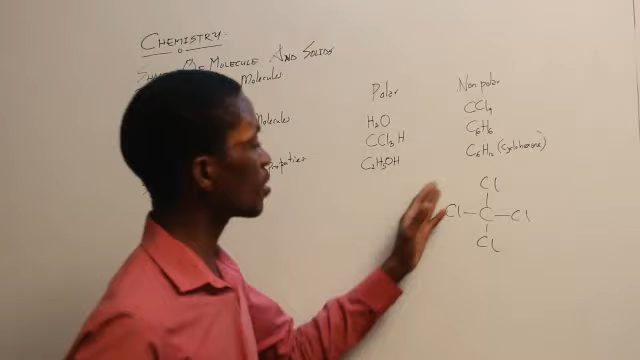 CHEMISTRY
OF MOLECULE AND SOLIDS
Molecules
Molecules
Properties
Polar
H2O
CCl3H
C2H5OH
Non polar
CCl4
C6H6
C6H12 (Cyclohexane)
Cl
Cl — C — Cl
Cl